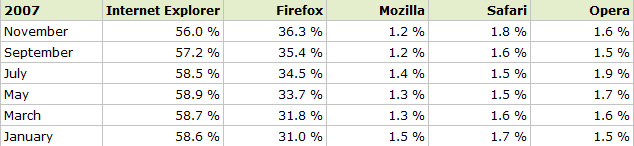 2007 Internet Explorer Firefox Mozilla Safari Opera
November 56.0 % 36.3 % 1.2 % 1.8 % 1.6 %
September 57.2 % 35.4 % 1.2 % 1.6 % 1.5 %
July 58.5 % 34.5 % 1.4 % 1.5 % 1.9 %
May 58.9 % 33.7 % 1.3 % 1.5 % 1.7 %
March 58.7 % 31.8 % 1.3 % 1.6 % 1.6 %
January 58.6 % 31.0 % 1.5 % 1.7 % 1.5 %